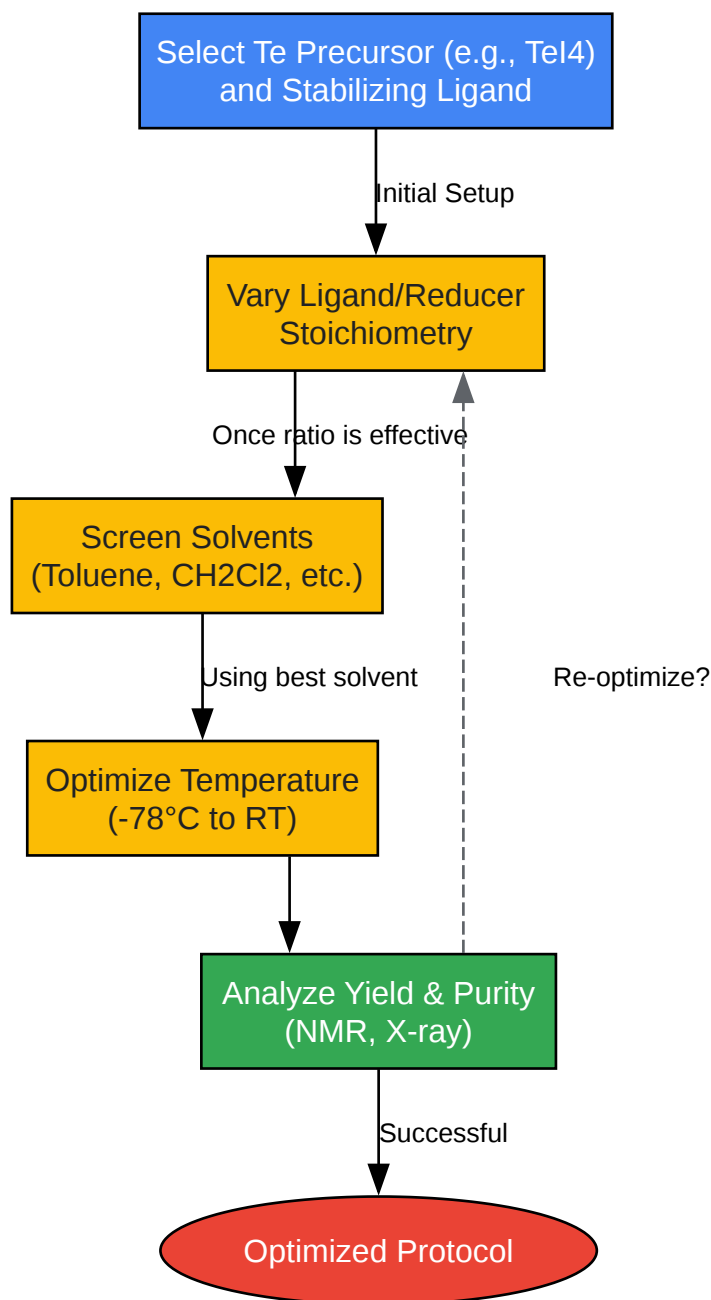 Select Te Precursor (e.g., TeI4)
and Stabilizing Ligand
Initial Setup
Vary Ligand/Reducer
Stoichiometry
Once ratio is effective
Screen Solvents
(Toluene, CH2Cl2, etc.)
Using best solvent
Re-optimize?
Optimize Temperature
(-78°C to RT)
Analyze Yield & Purity
(NMR, X-ray)
Successful
Optimized Protocol